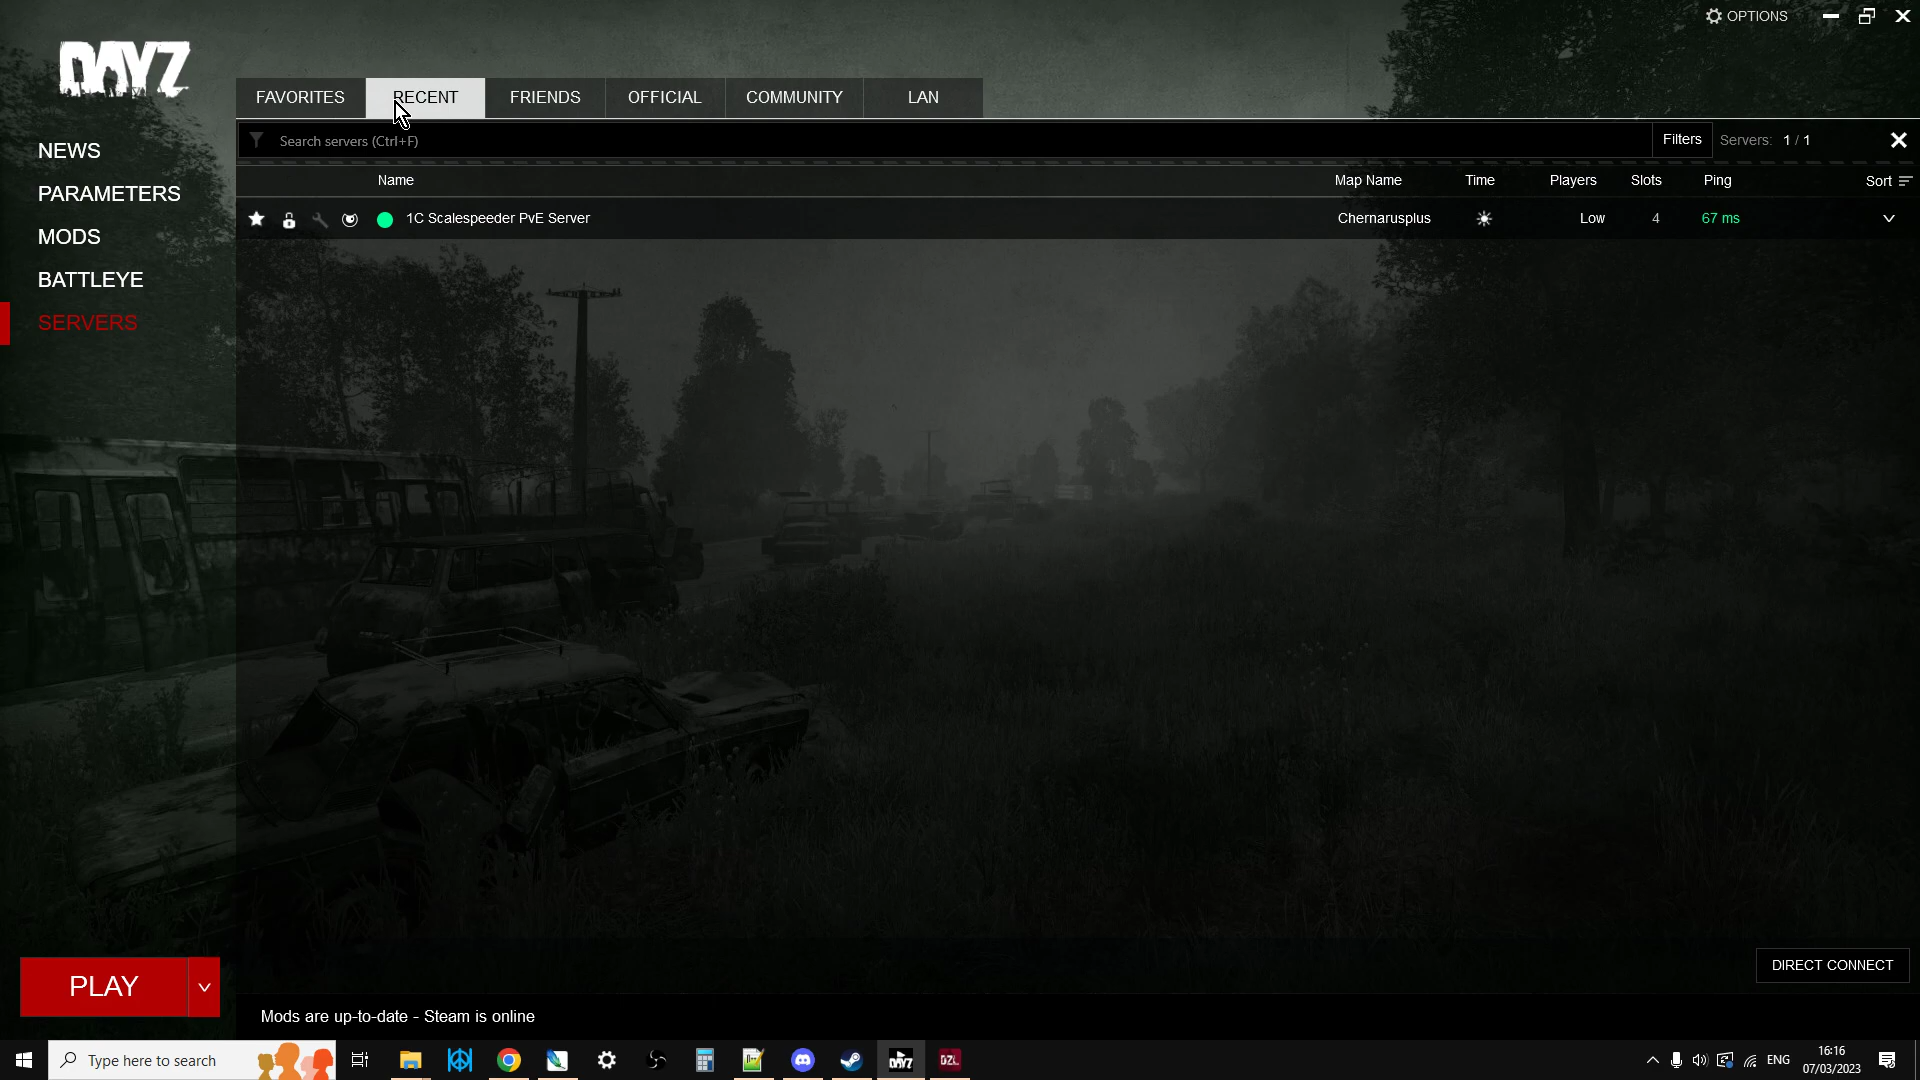 OPTIONS
DAYZ
FAVORITES RECENT FRIENDS OFFICIAL COMMUNITY LAN
Search servers (Ctrl+F) Filters Servers: 1 / 1
NEWS
PARAMETERS
MODS
BATTLEYE
SERVERS
Name Map Name Time Players Slots Ping Sort
1C Scalespeeder PvE Server Chernarusplus Low 4 67 ms
DIRECT CONNECT
PLAY
Mods are up-to-date - Steam is online
Type here to search DAYZ DZL ENG 16:16
07/03/2023